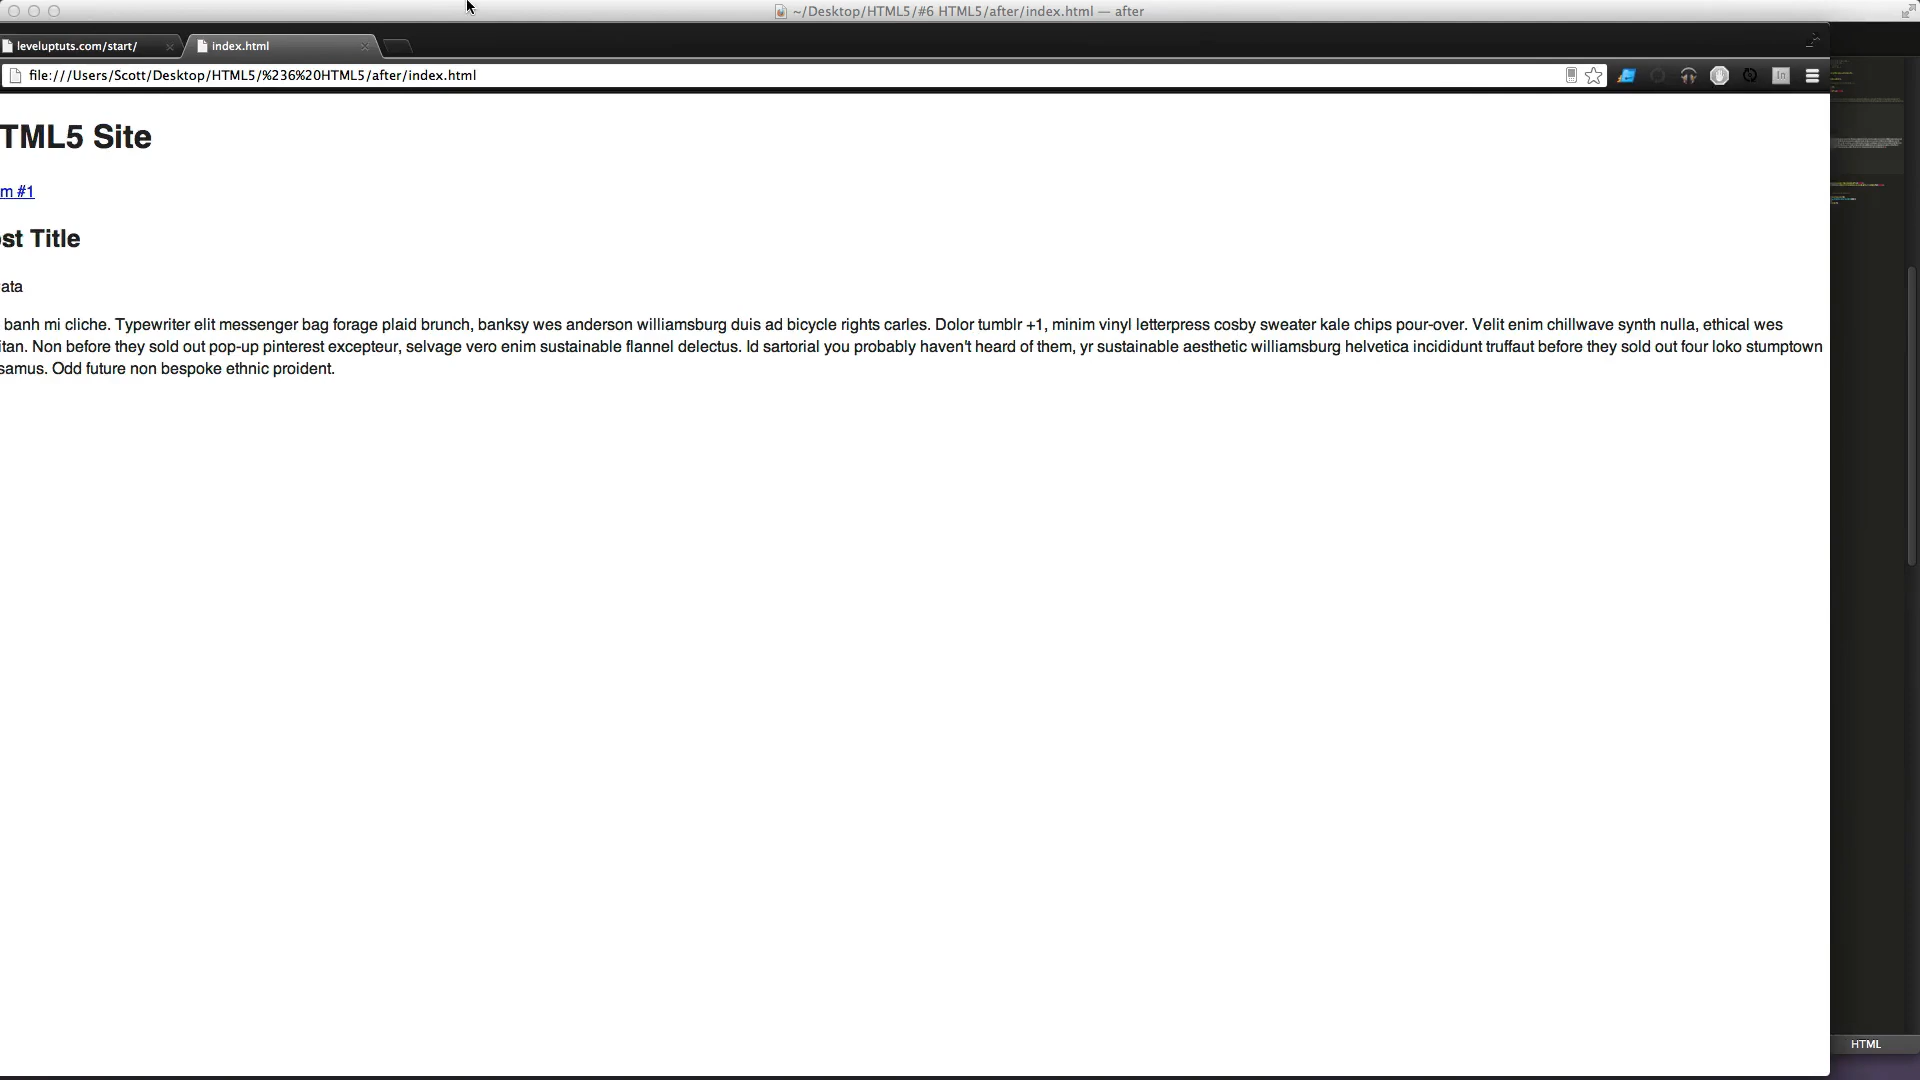 ~/Desktop/HTML5/#6 HTML5/after/index.html — after
leveluptuts.com/start/
index.html
file:///Users/Scott/Desktop/HTML5/%236%20HTML5/after/index.html
TML5 Site
m #1
st Title
ata
banh mi cliche. Typewriter elit messenger bag forage plaid brunch, banksy wes anderson williamsburg duis ad bicycle rights carles. Dolor tumblr +1, minim vinyl letterpress cosby sweater kale chips pour-over. Velit enim chillwave synth nulla, ethical wes
itan. Non before they sold out pop-up pinterest excepteur, selvage vero enim sustainable flannel delectus. Id sartorial you probably haven't heard of them, yr sustainable aesthetic williamsburg helvetica incididunt truffaut before they sold out four loko stumptown
samus. Odd future non bespoke ethnic proident.
HTML